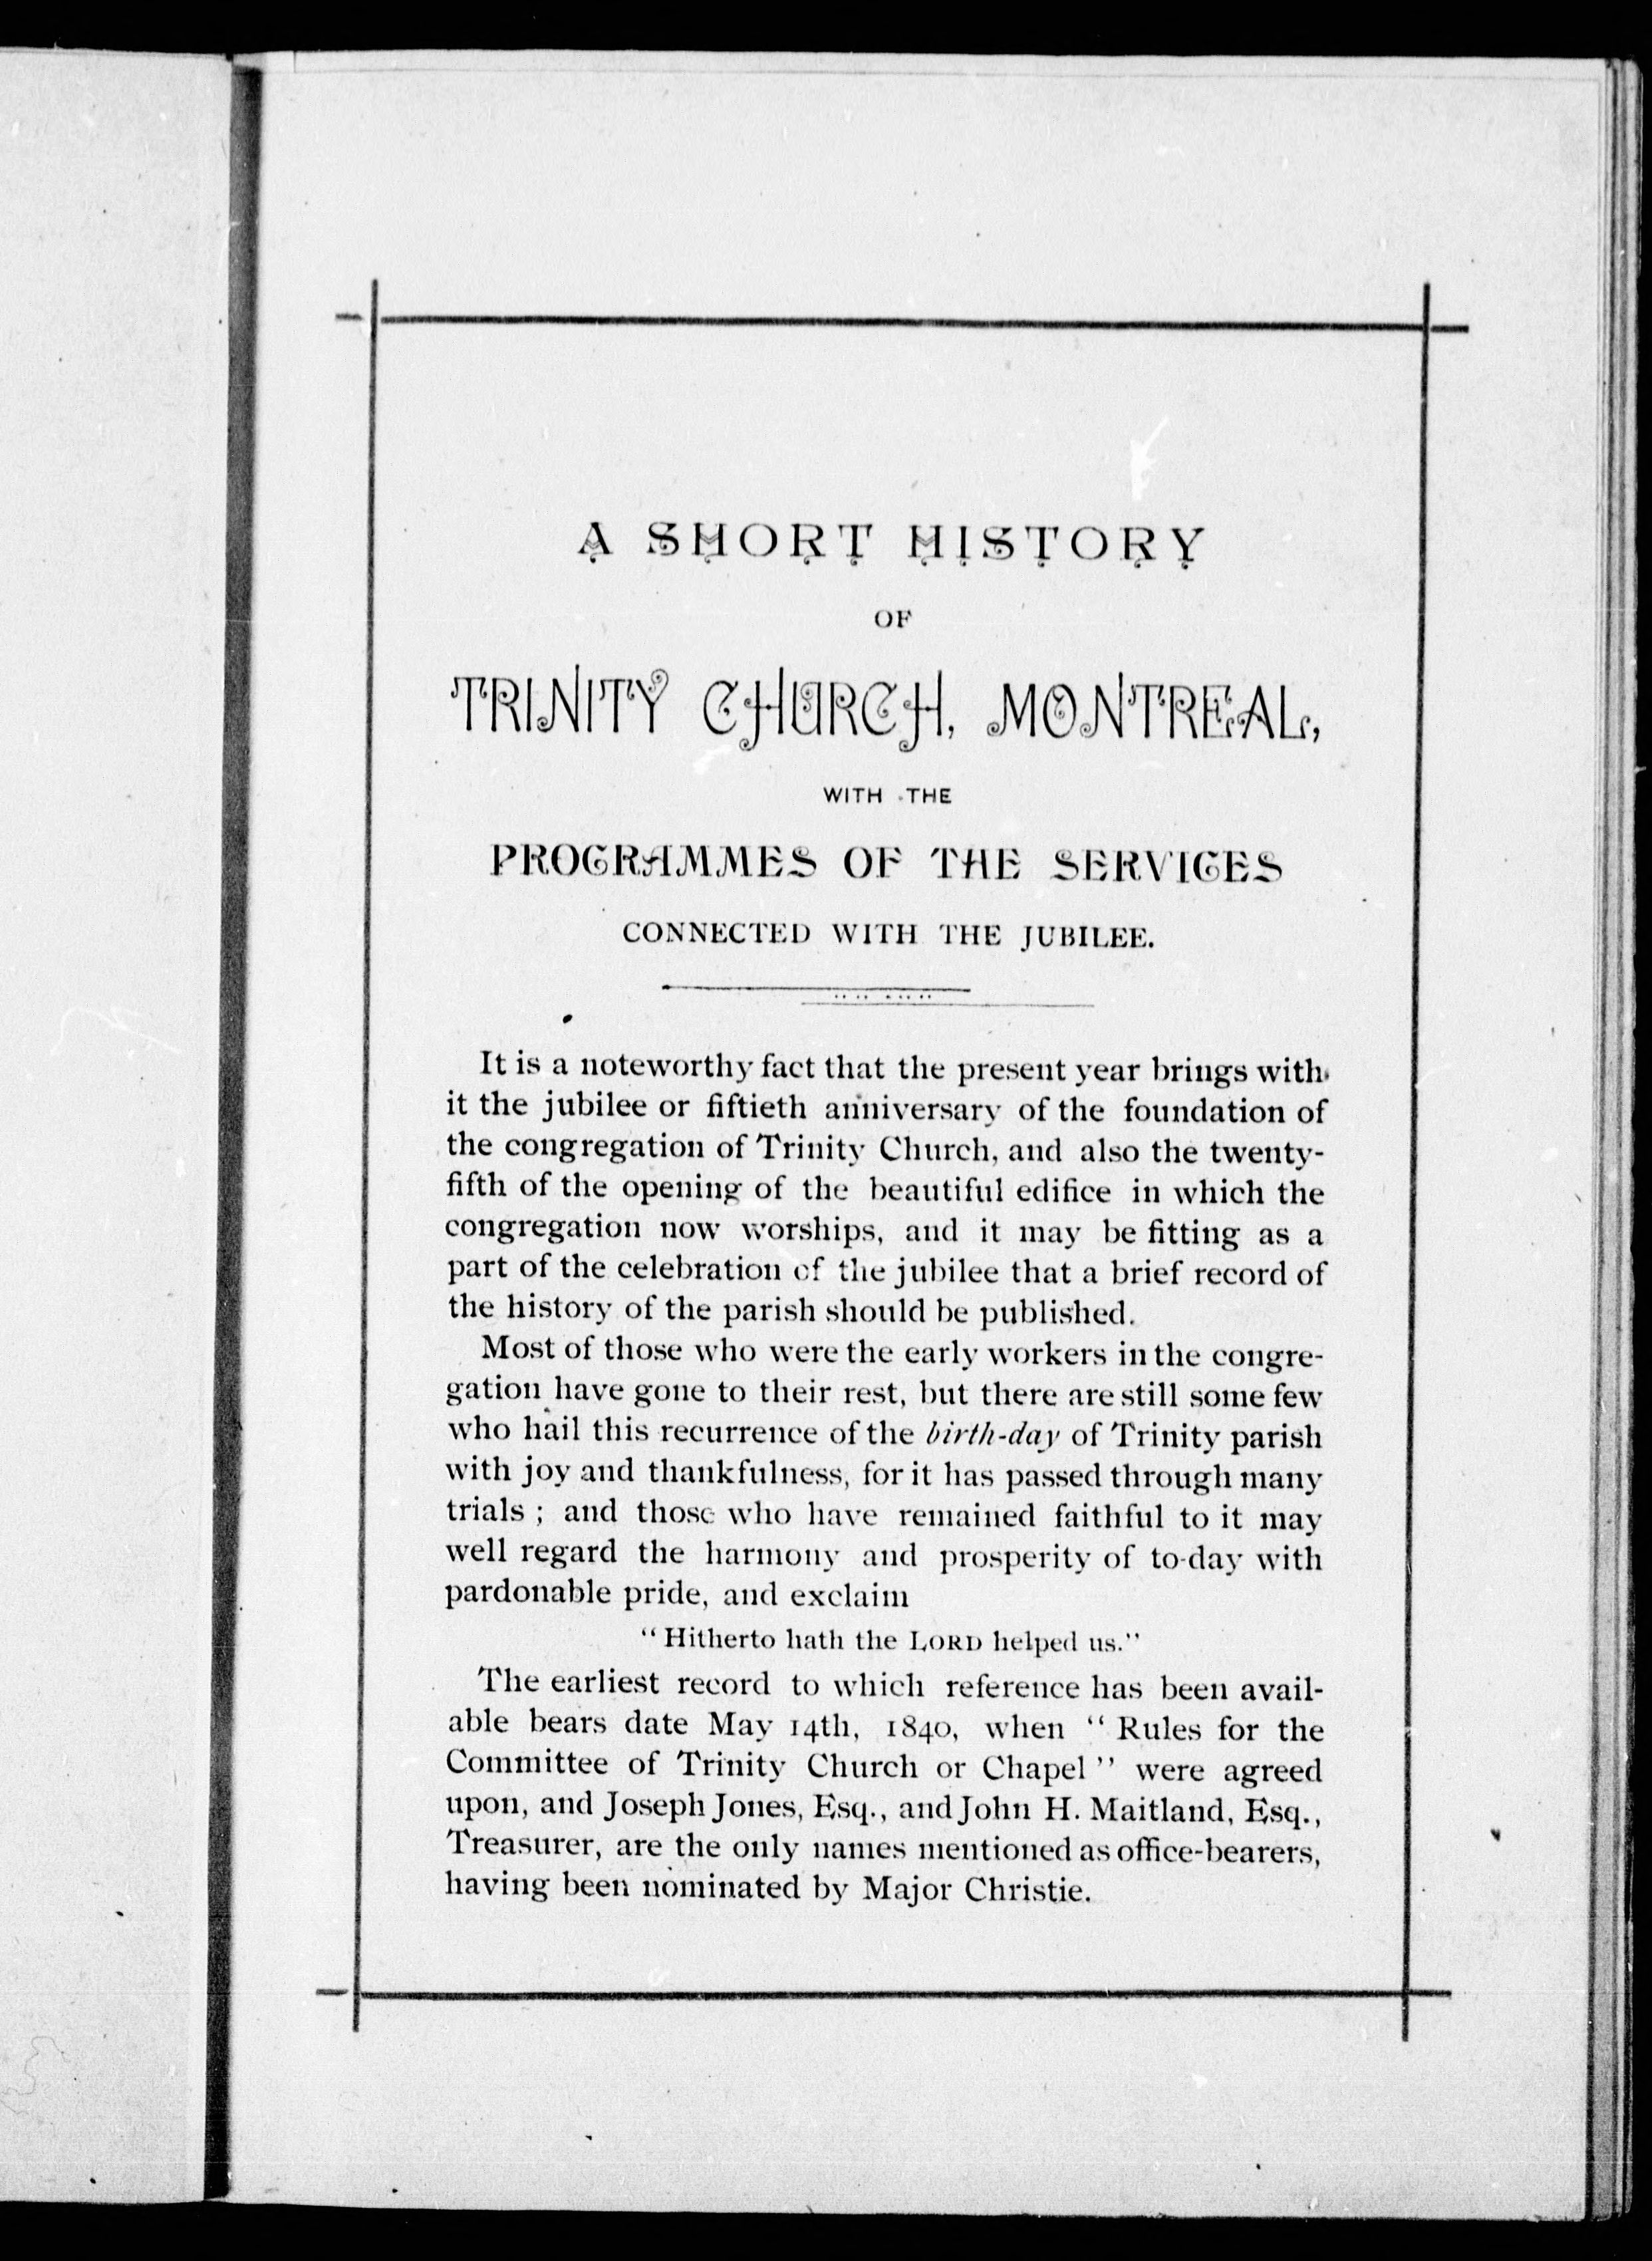 A SHORT HISTORY
OF
TRINITY CHURCH, MONTREAL,
WITH THE
PROGRAMMES OF THE SERVICES
CONNECTED WITH THE JUBILEE.
It is a noteworthy fact that the present year brings with
it the jubilee or fiftieth anniversary of the foundation of
the congregation of Trinity Church, and also the twenty-
fifth of the opening of the beautiful edifice in which the
congregation now worships, and it may be fitting as a
part of the celebration of the jubilee that a brief record of
the history of the parish should be published.
Most of those who were the early workers in the congre-
gation have gone to their rest, but there are still some few
who hail this recurrence of the birth-day of Trinity parish
with joy and thankfulness, for it has passed through many
trials ; and those who have remained faithful to it may
well regard the harmony and prosperity of to-day with
pardonable pride, and exclaim
“ Hitherto hath the LORD helped us.”
The earliest record to which reference has been avail-
able bears date May 14th, 1840, when “ Rules for the
Committee of Trinity Church or Chapel ” were agreed
upon, and Joseph Jones, Esq., and John H. Maitland, Esq.,
Treasurer, are the only names mentioned as office-bearers,
having been nominated by Major Christie.